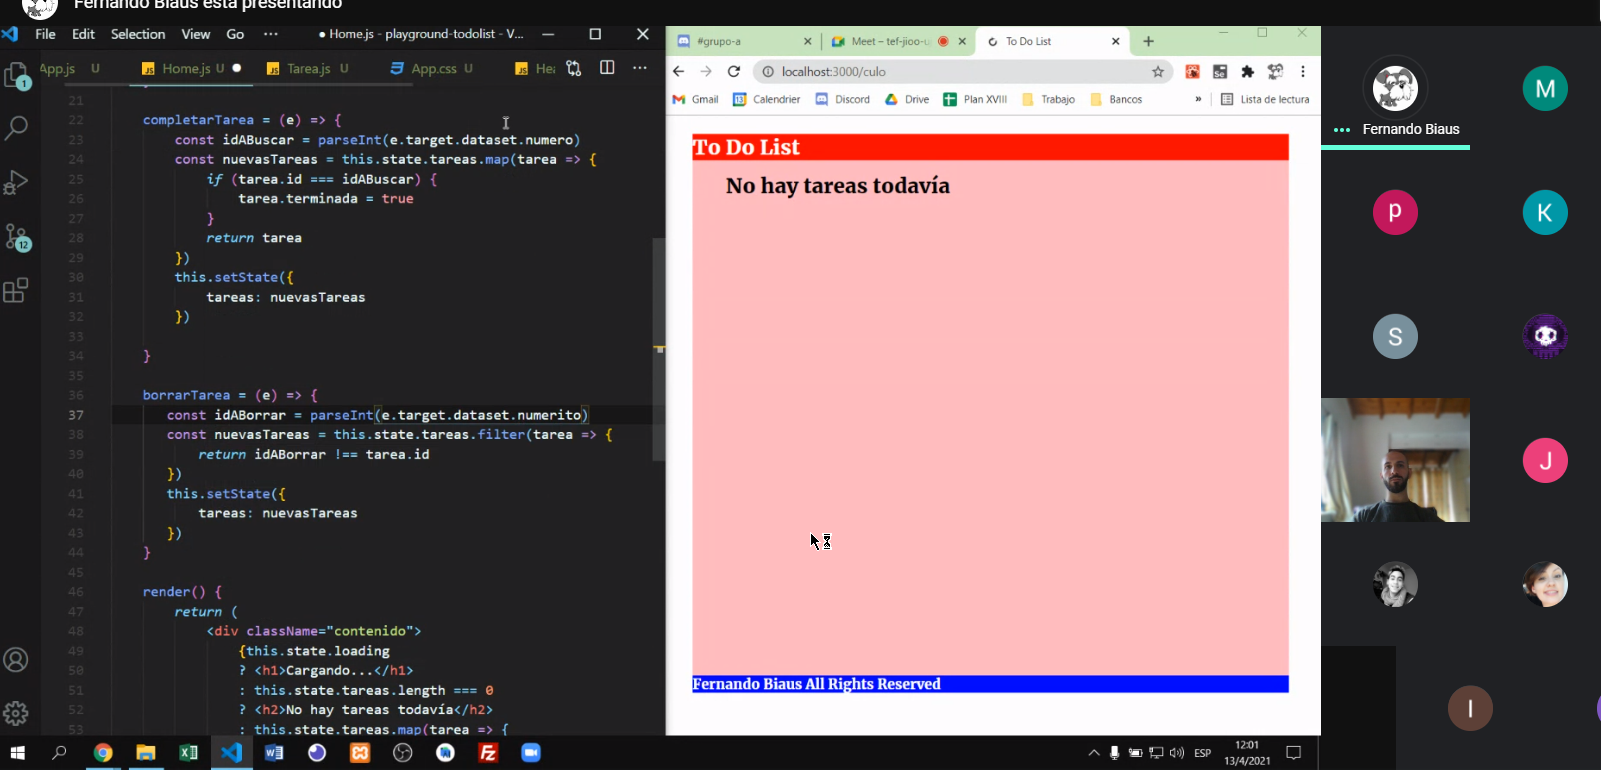 Fernando Biaus está presentando
File Edit Selection View Go ··· ● Home.js - playground-todolist - V...
App.js U Home.js U ● Tarea.js U App.css U Hea ···
21
22 completarTarea = (e) => {
23 const idABuscar = parseInt(e.target.dataset.numero)
24 const nuevasTareas = this.state.tareas.map(tarea => {
25 if (tarea.id === idABuscar) {
26 tarea.terminada = true
27 }
28 return tarea
29 })
30 this.setState({
31 tareas: nuevasTareas
32 })
33
34 }
35
36 borrarTarea = (e) => {
37 const idABorrar = parseInt(e.target.dataset.numerito)
38 const nuevasTareas = this.state.tareas.filter(tarea => {
39 return idABorrar !== tarea.id
40 })
41 this.setState({
42 tareas: nuevasTareas
43 })
44 }
45
46 render() {
47 return (
48 <div className="contenido">
49 {this.state.loading
50 ? <h1>Cargando...</h1>
51 : this.state.tareas.length === 0
52 ? <h2>No hay tareas todavía</h2>
53 : this.state.tareas.map(tarea => {
1
12
#grupo-a Meet – tef-jioo-u To Do List
localhost:3000/culo
Gmail Calendrier Discord Drive Plan XVIII Trabajo Bancos » Lista de lectura
To Do List
No hay tareas todavía
Fernando Biaus All Rights Reserved
Fernando Biaus
M
p
K
S
J
I
ESP
12:01
13/4/2021